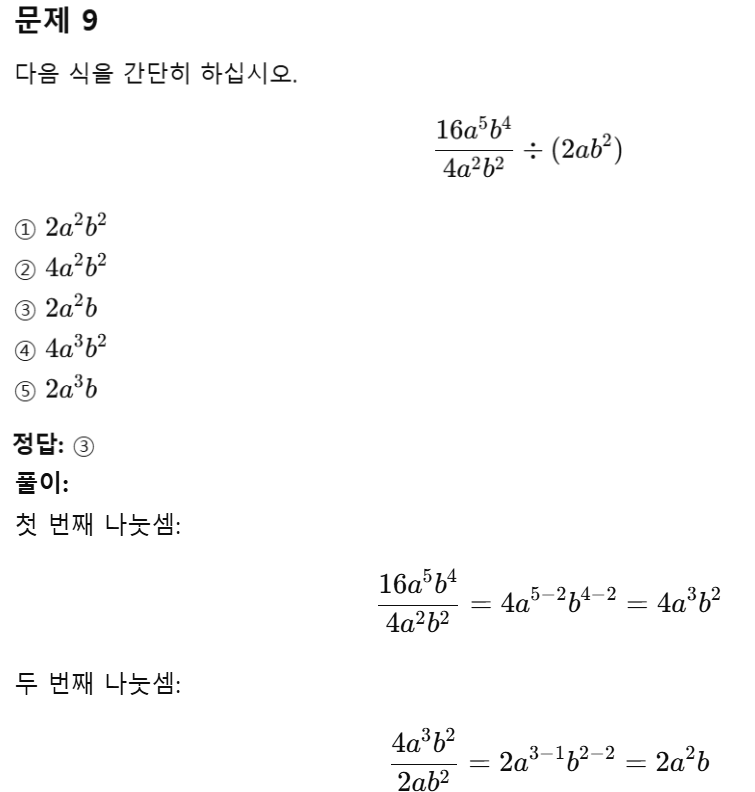 문제 9
다음 식을 간단히 하십시오.
$\frac{16a^5b^4}{4a^2b^2} \div (2ab^2)$
① $2a^2b^2$
② $4a^2b^2$
③ $2a^2b$
④ $4a^3b^2$
⑤ $2a^3b$
정답: ③
풀이:
첫 번째 나눗셈:
$\frac{16a^5b^4}{4a^2b^2} = 4a^{5-2}b^{4-2} = 4a^3b^2$
두 번째 나눗셈:
$\frac{4a^3b^2}{2ab^2} = 2a^{3-1}b^{2-2} = 2a^2b$